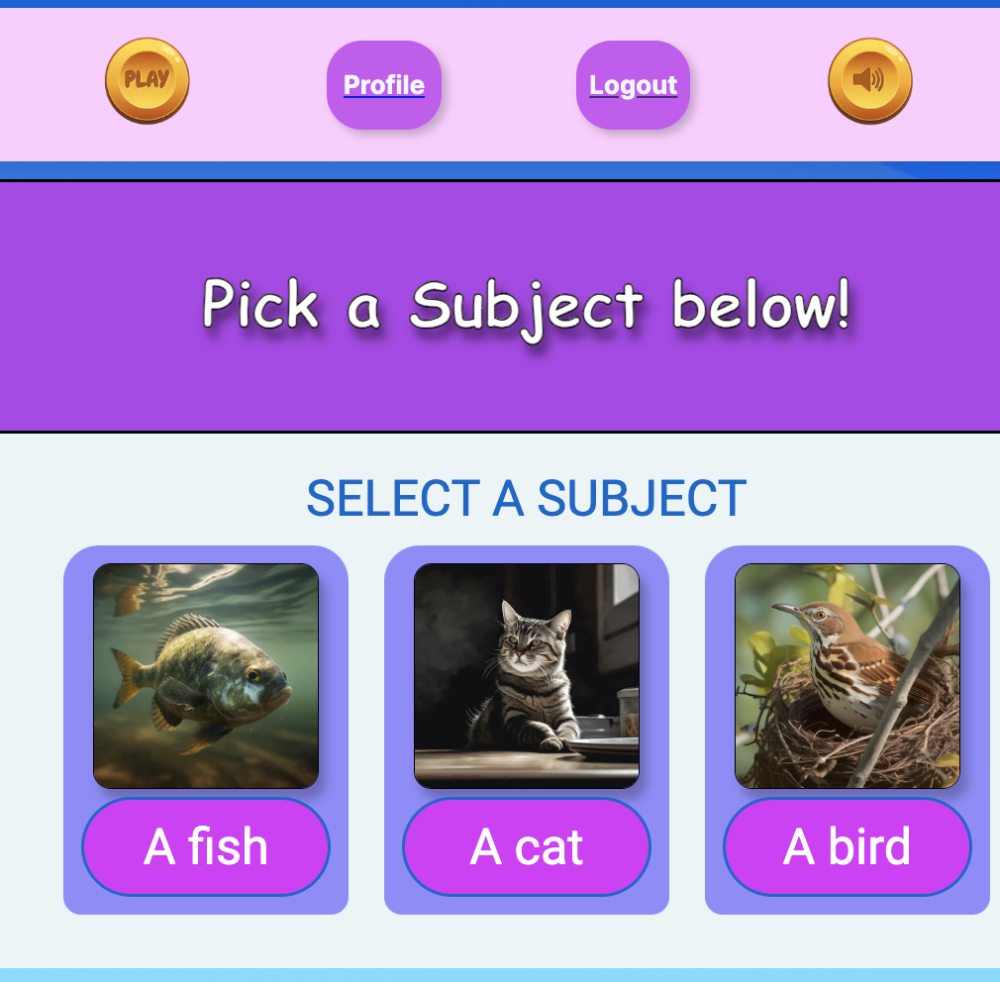 PLAY
Profile
Logout
Pick a Subject below!
SELECT A SUBJECT
A fish
A cat
A bird